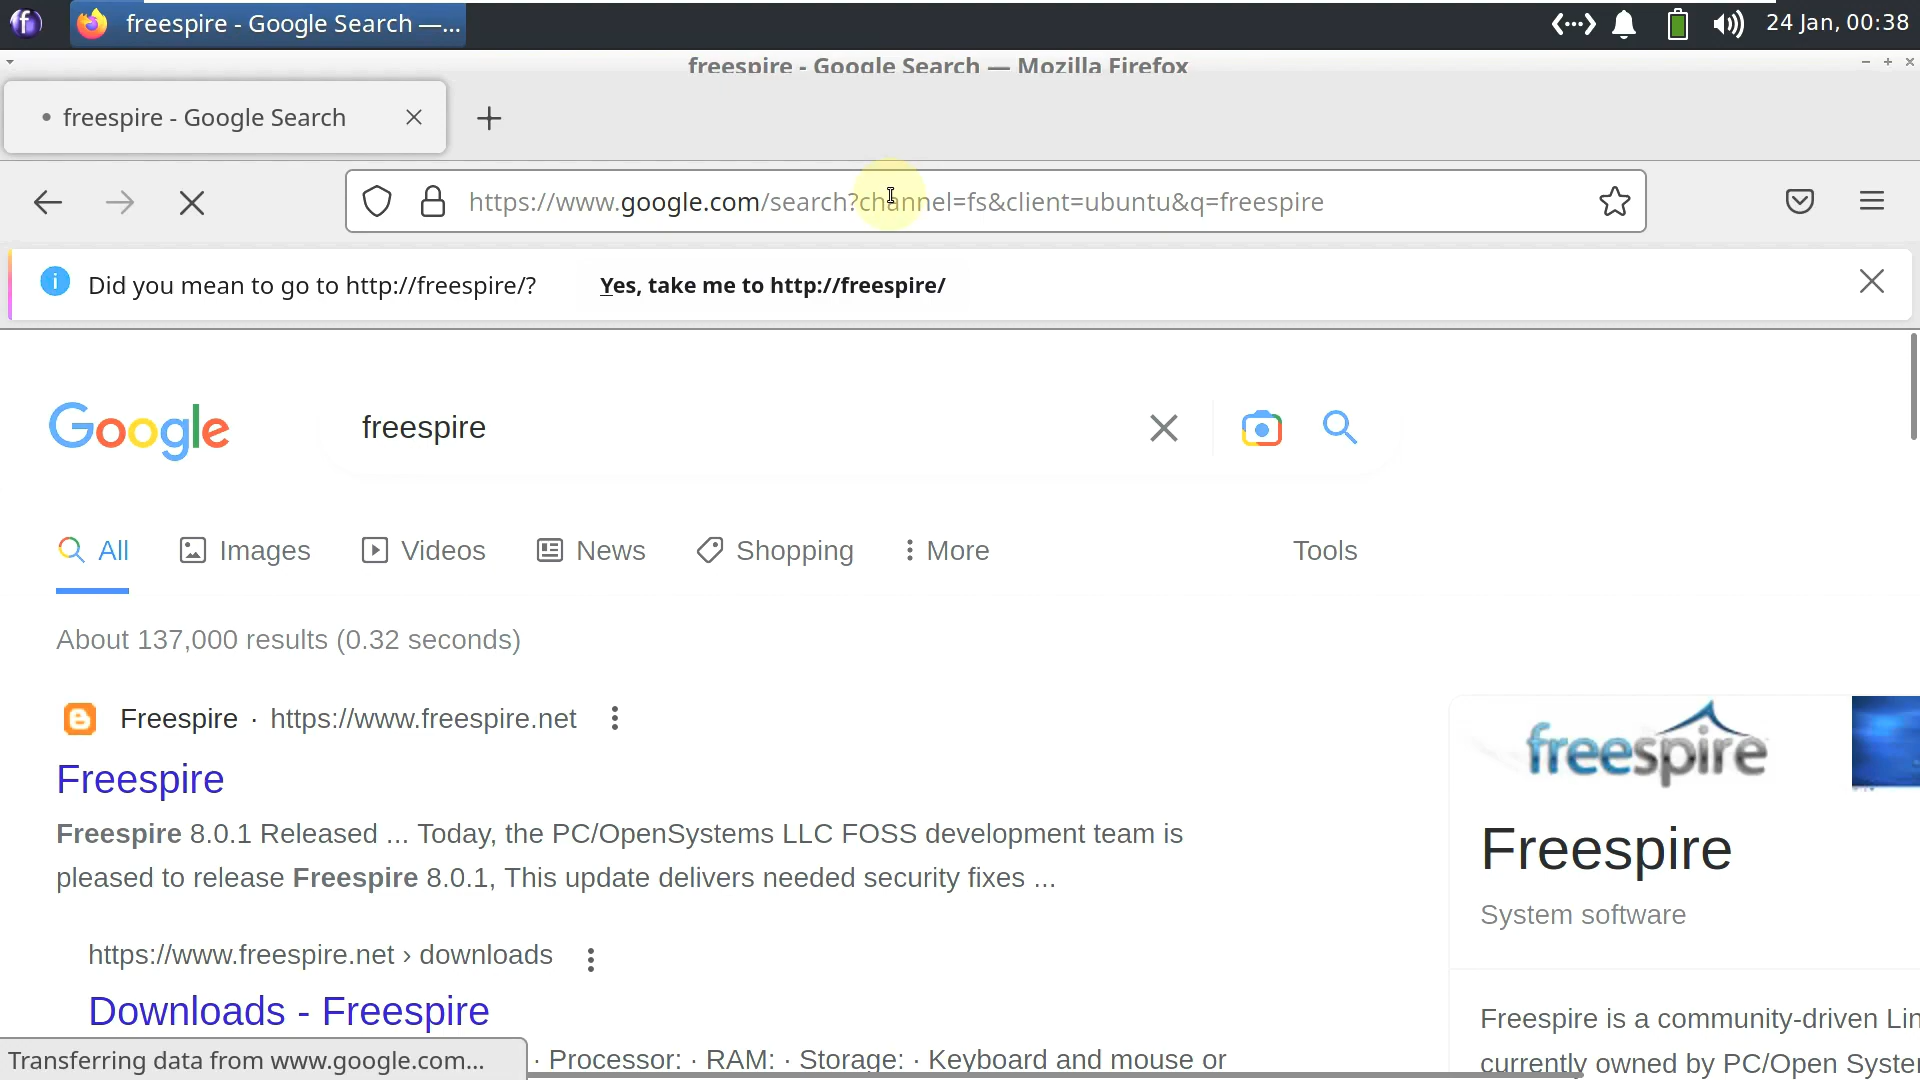 freespire - Google Search —...
24 Jan, 00:38
freespire - Google Search — Mozilla Firefox
freespire - Google Search
https://www.google.com/search?channel=fs&client=ubuntu&q=freespire
Did you mean to go to http://freespire/? Yes, take me to http://freespire/
Google
freespire
All Images Videos News Shopping More Tools
About 137,000 results (0.32 seconds)
Freespire · https://www.freespire.net
Freespire
Freespire 8.0.1 Released ... Today, the PC/OpenSystems LLC FOSS development team is
pleased to release Freespire 8.0.1, This update delivers needed security fixes ...
https://www.freespire.net › downloads
Downloads - Freespire
· Processor: · RAM: · Storage: · Keyboard and mouse or
freespire
Freespire
System software
Freespire is a community-driven Lin
currently owned by PC/Open Syste
Transferring data from www.google.com...